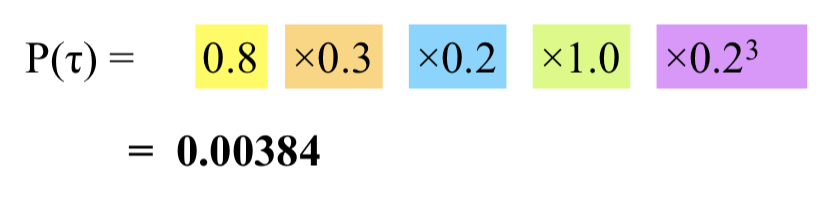 P(τ) = 0.8 ×0.3 ×0.2 ×1.0 ×0.2³
= 0.00384